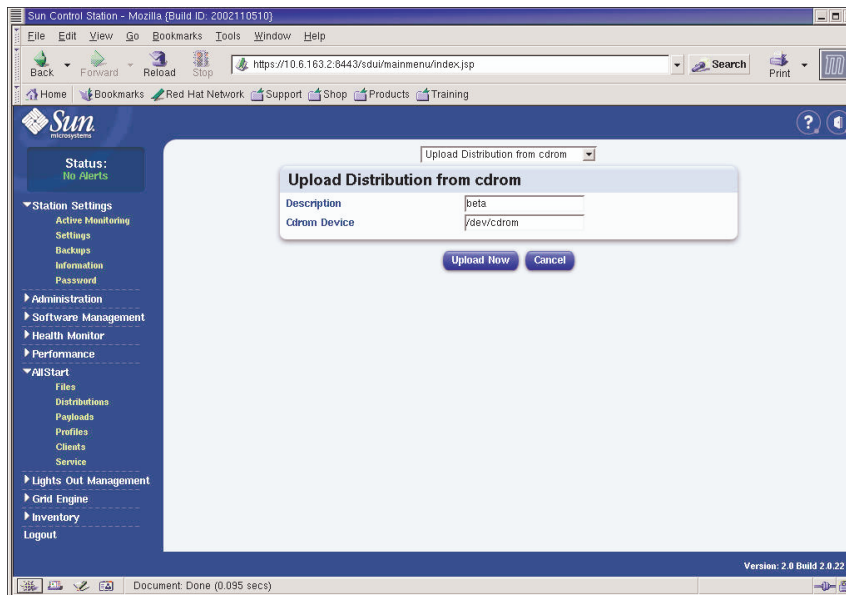 Sun Control Station - Mozilla {Build ID: 2002110510}
File Edit View Go Bookmarks Tools Window Help
Back Forward Reload Stop https://10.6.163.2:8443/sdui/mainmenu/index.jsp Search Print
Home Bookmarks Red Hat Network Support Shop Products Training
Sun
microsystems
?
Status:
No Alerts
Station Settings
Active Monitoring
Settings
Backups
Information
Password
Administration
Software Management
Health Monitor
Performance
AllStart
Files
Distributions
Payloads
Profiles
Clients
Service
Lights Out Management
Grid Engine
Inventory
Logout
Upload Distribution from cdrom
Upload Distribution from cdrom
Description beta
Cdrom Device /dev/cdrom
Upload Now Cancel
Version: 2.0 Build 2.0.22
Document: Done (0.095 secs)